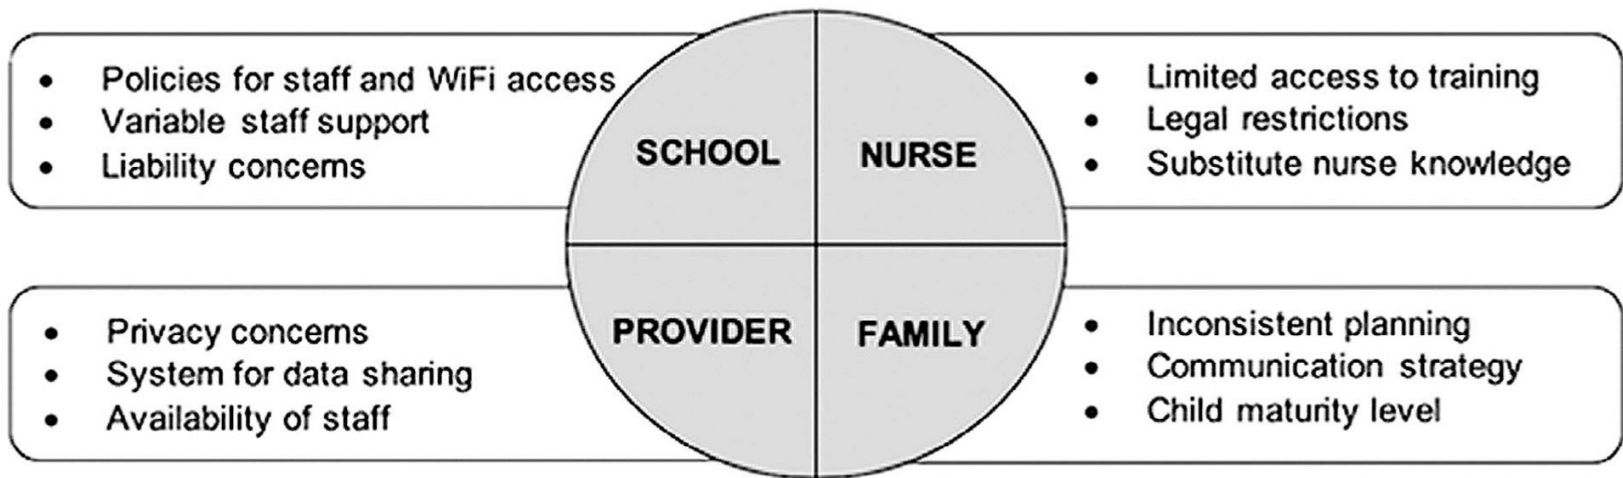 • Policies for staff and WiFi access
• Variable staff support
• Liability concerns
SCHOOL
NURSE
• Limited access to training
• Legal restrictions
• Substitute nurse knowledge
• Privacy concerns
• System for data sharing
• Availability of staff
PROVIDER
FAMILY
• Inconsistent planning
• Communication strategy
• Child maturity level